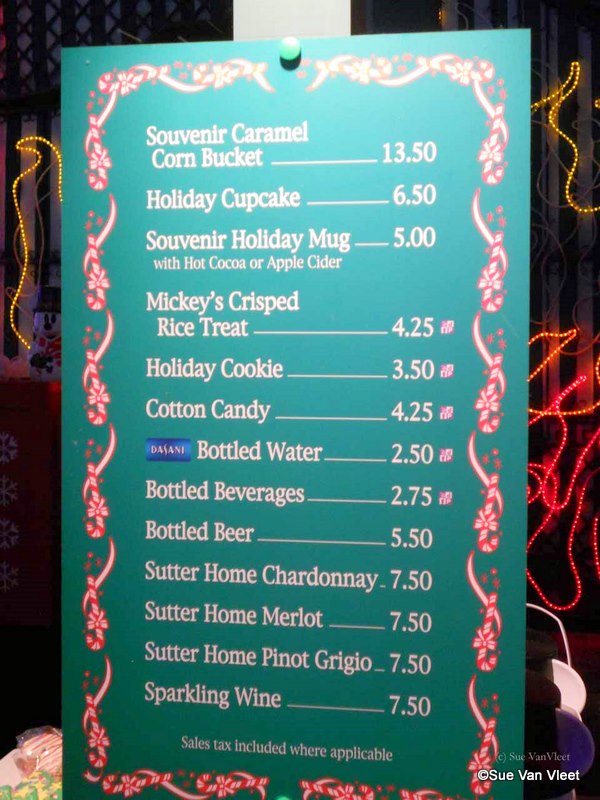 Souvenir Caramel
Corn Bucket 13.50
Holiday Cupcake 6.50
Souvenir Holiday Mug 5.00
with Hot Cocoa or Apple Cider
Mickey's Crisped
Rice Treat 4.25
Holiday Cookie 3.50
Cotton Candy 4.25
DASANI Bottled Water 2.50
Bottled Beverages 2.75
Bottled Beer 5.50
Sutter Home Chardonnay 7.50
Sutter Home Merlot 7.50
Sutter Home Pinot Grigio 7.50
Sparkling Wine 7.50
Sales tax included where applicable
(c) Sue VanVleet
©Sue Van Vleet